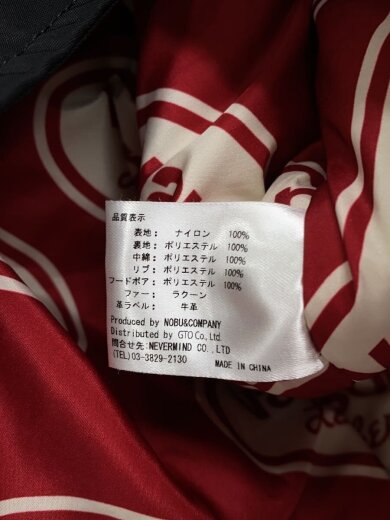 品質表示
表地： ナイロン 100%
裏地： ポリエステル 100%
中綿： ポリエステル 100%
リブ： ポリエステル 100%
フードボア： ポリエステル 100%
ファー： ラクーン
革ラベル： 牛革
Produced by NOBU&COMPANY
Distributed by GTO Co,. Ltd.
問合せ先: NEVERMIND CO., LTD
(TEL) 03-3829-2130
MADE IN CHINA